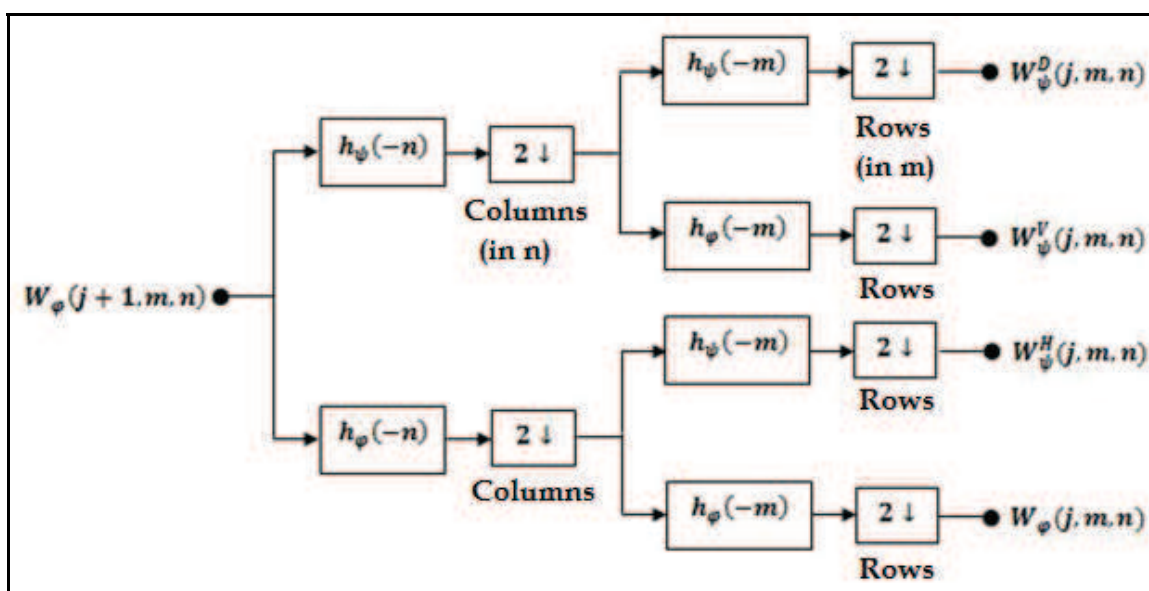 h_ψ(−m)
2 ↓
W_ψ^D(j, m, n)
Rows
(in m)
h_ψ(−n)
2 ↓
Columns
(in n)
h_φ(−m)
2 ↓
W_ψ^V(j, m, n)
Rows
W_φ(j + 1, m, n)
h_ψ(−m)
2 ↓
W_ψ^H(j, m, n)
Rows
h_φ(−n)
2 ↓
Columns
h_φ(−m)
2 ↓
W_φ(j, m, n)
Rows